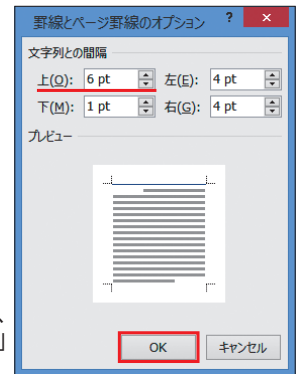 罫線とページ罫線のオプション ? ×
文字列との間隔
上(O): 6 pt 左(E): 4 pt
下(M): 1 pt 右(G): 4 pt
プレビュー
、
」
OK キャンセル